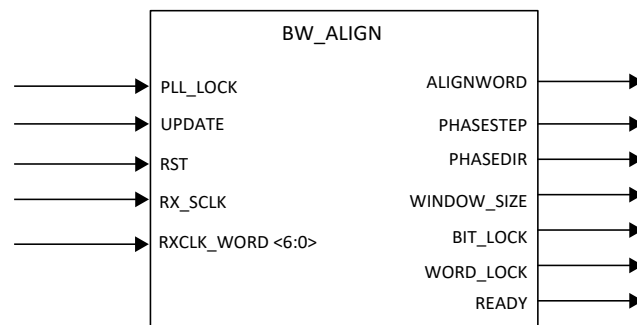 BW_ALIGN
PLL_LOCK
UPDATE
RST
RX_SCLK
RXCLK_WORD <6:0>
ALIGNWORD
PHASESTEP
PHASEDIR
WINDOW_SIZE
BIT_LOCK
WORD_LOCK
READY